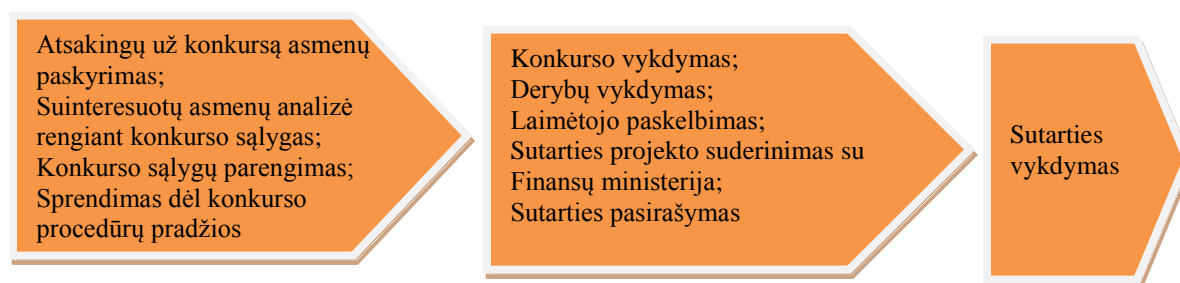 Atsakingų už konkursą asmenų
paskyrimas;
Suinteresuotų asmenų analizė
rengiant konkurso sąlygas;
Konkurso sąlygų parengimas;
Sprendimas dėl konkurso
procedūrų pradžios
Konkurso vykdymas;
Derybų vykdymas;
Laimėtojo paskelbimas;
Sutarties projekto suderinimas su
Finansų ministerija;
Sutarties pasirašymas
Sutarties
vykdymas